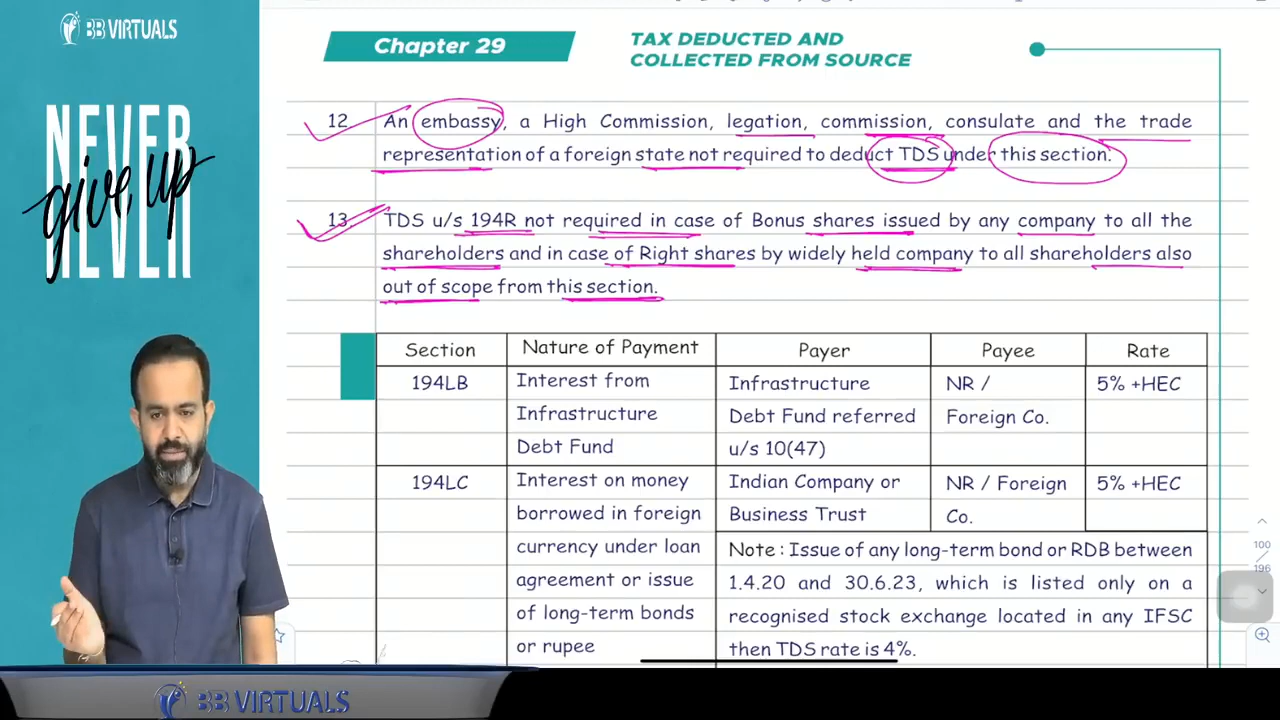 BB VIRTUALS
NEVER
give up
NEVER
Chapter 29
TAX DEDUCTED AND
COLLECTED FROM SOURCE
12 An embassy, a High Commission, legation, commission, consulate and the trade
representation of a foreign state not required to deduct TDS under this section.
13 TDS u/s 194R not required in case of Bonus shares issued by any company to all the
shareholders and in case of Right shares by widely held company to all shareholders also
out of scope from this section.
Section Nature of Payment Payer Payee Rate
194LB Interest from Infrastructure NR / 5% +HEC
Infrastructure Debt Fund referred Foreign Co.
Debt Fund u/s 10(47)
194LC Interest on money Indian Company or NR / Foreign 5% +HEC
borrowed in foreign Business Trust Co.
currency under loan Note : Issue of any long-term bond or RDB between
agreement or issue 1.4.20 and 30.6.23, which is listed only on a
of long-term bonds recognised stock exchange located in any IFSC
or rupee then TDS rate is 4%.
100
196
BB VIRTUALS